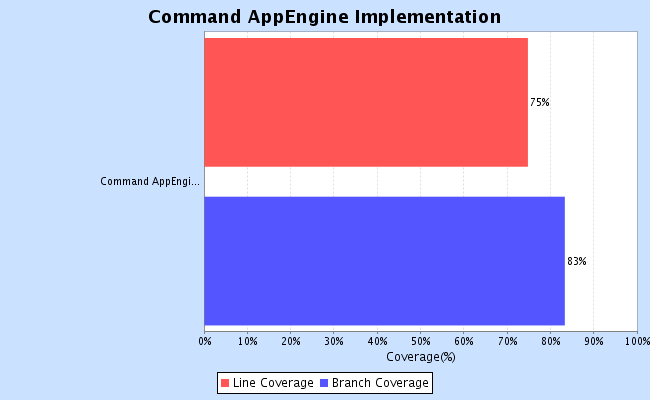 Command AppEngine Implementation
75%
Command AppEngi...
83%
0% 10% 20% 30% 40% 50% 60% 70% 80% 90% 100%
Coverage(%)
Line Coverage Branch Coverage